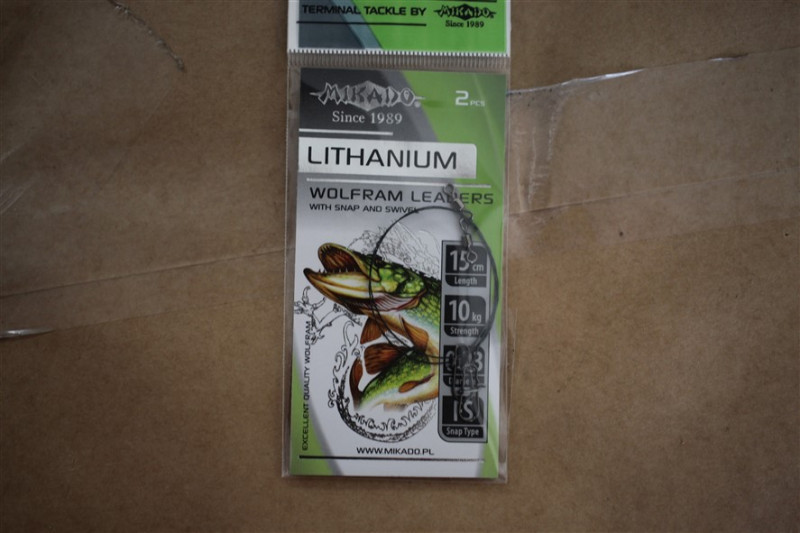 TERMINAL TACKLE BY MIKADO
Since 1989
MIKADO®
2 PCS
Since 1989
LITHANIUM
WOLFRAM LEADERS
WITH SNAP AND SWIVEL
15 cm
Length
10 kg
Strength
S
Snap Type
EXCELLENT QUALITY WOLFRAM
WWW.MIKADO.PL